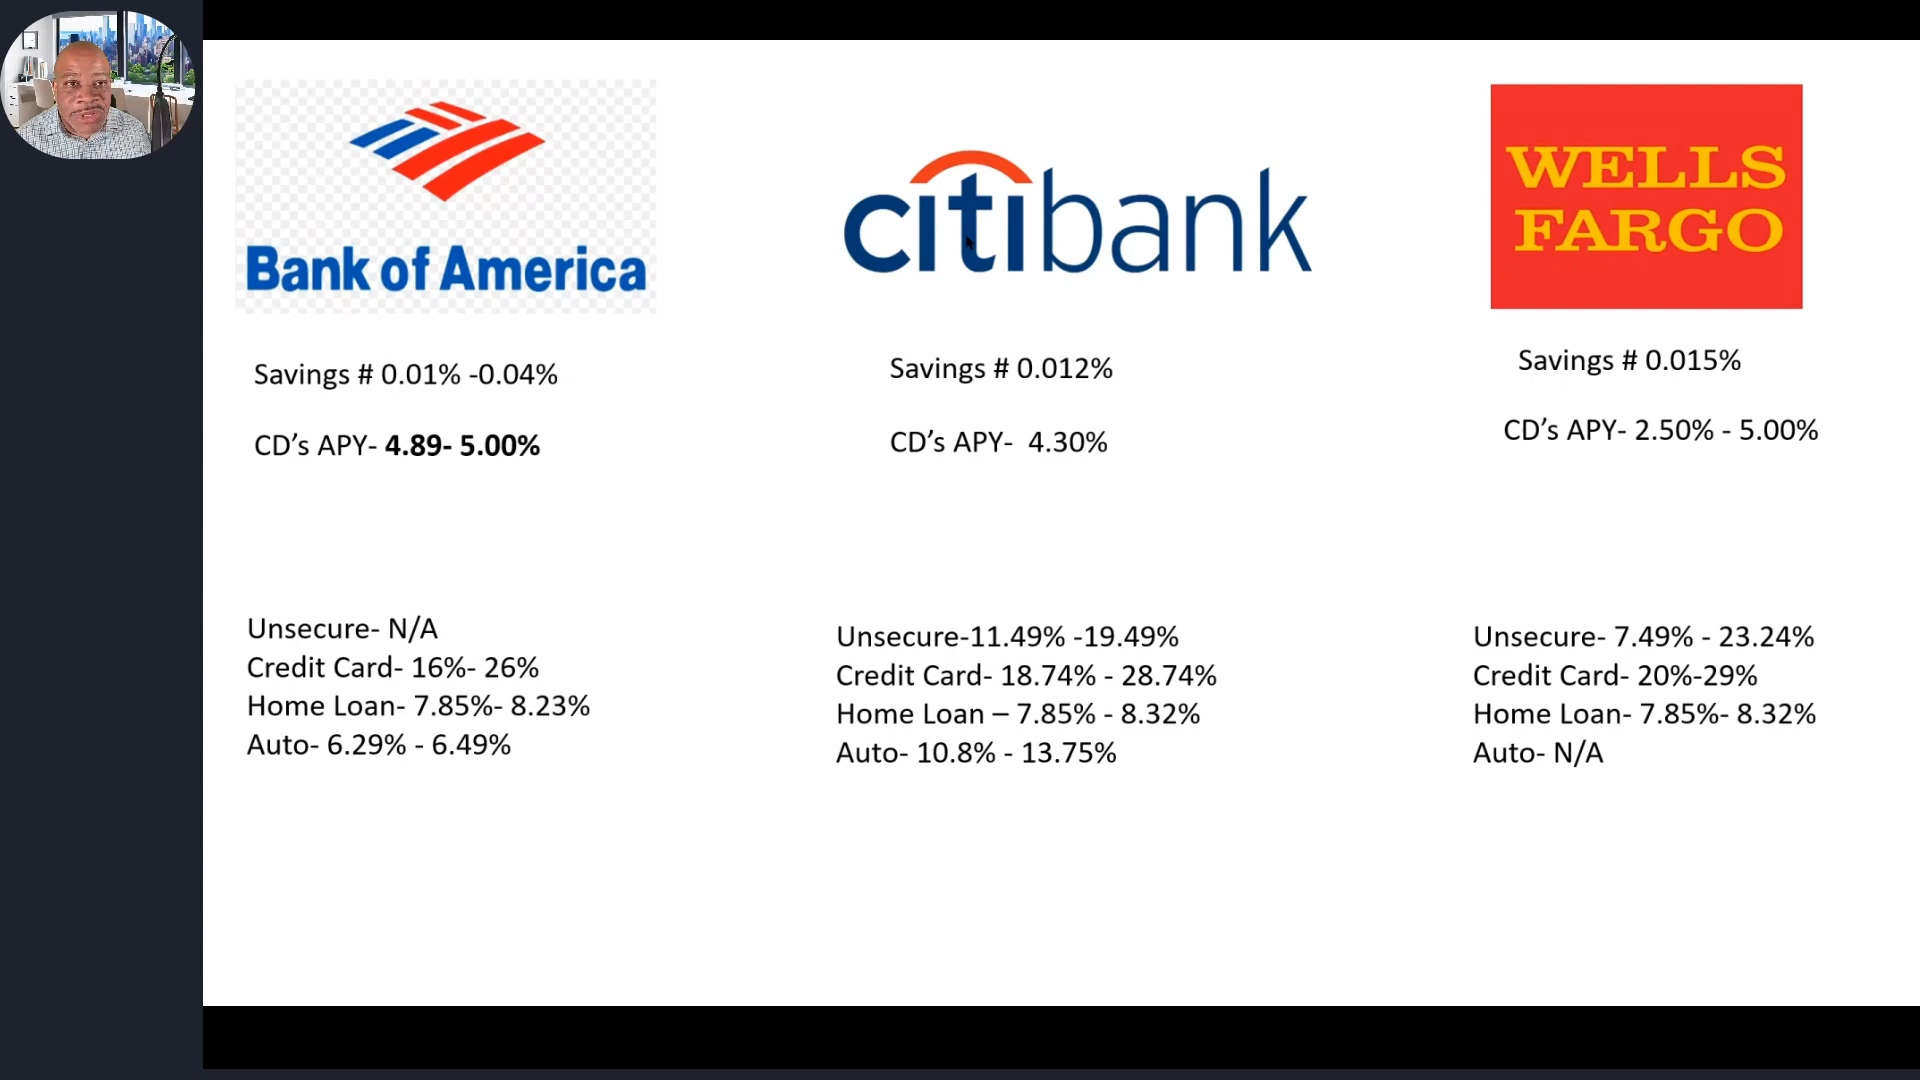 Bank of America
Savings # 0.01% -0.04%
CD’s APY- 4.89- 5.00%
Unsecure- N/A
Credit Card- 16%- 26%
Home Loan- 7.85%- 8.23%
Auto- 6.29% - 6.49%
citibank
Savings # 0.012%
CD’s APY-  4.30%
Unsecure-11.49% -19.49%
Credit Card- 18.74% - 28.74%
Home Loan – 7.85% - 8.32%
Auto- 10.8% - 13.75%
WELLS
FARGO
Savings # 0.015%
CD’s APY- 2.50% - 5.00%
Unsecure- 7.49% - 23.24%
Credit Card- 20%-29%
Home Loan- 7.85%- 8.32%
Auto- N/A